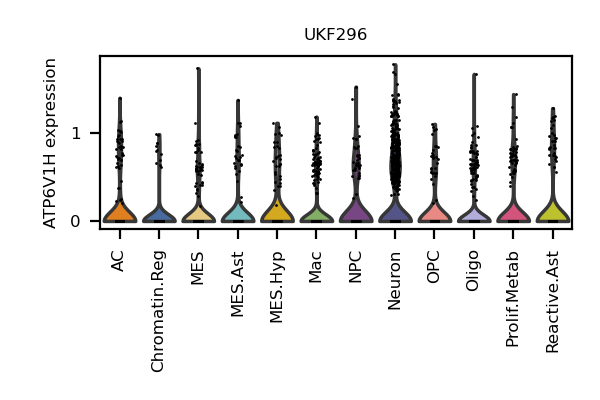 UKF296
ATP6V1H expression
1
0
AC
Chromatin.Reg
MES
MES.Ast
MES.Hyp
Mac
NPC
Neuron
OPC
Oligo
Prolif.Metab
Reactive.Ast